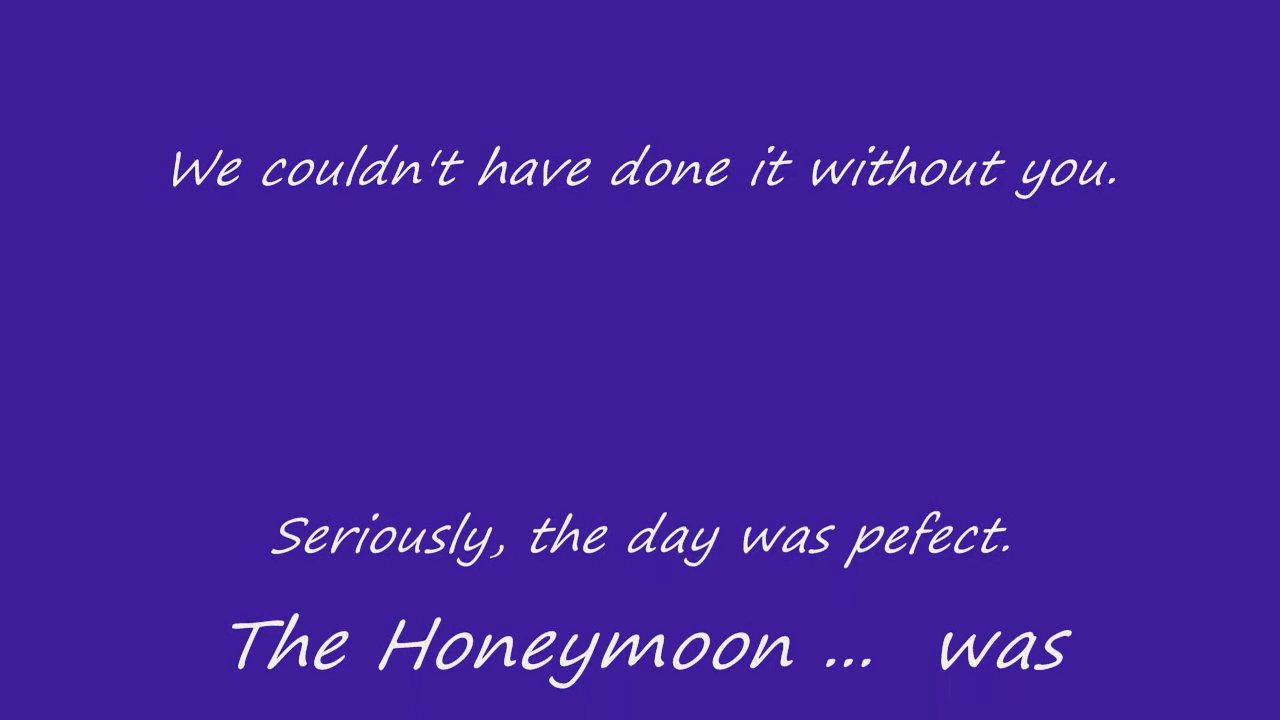 We couldn't have done it without you.
Seriously, the day was pefect.
The Honeymoon ... was